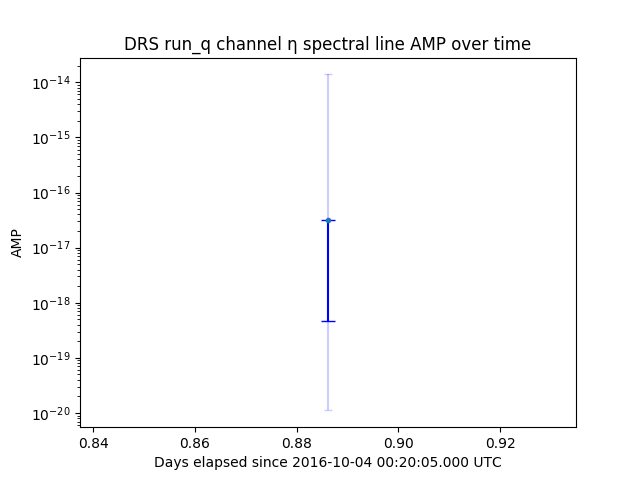 DRS run_q channel η spectral line AMP over time
10⁻¹⁴
10⁻¹⁵
10⁻¹⁶
10⁻¹⁷
10⁻¹⁸
10⁻¹⁹
10⁻²⁰
AMP
0.84 0.86 0.88 0.90 0.92
Days elapsed since 2016-10-04 00:20:05.000 UTC